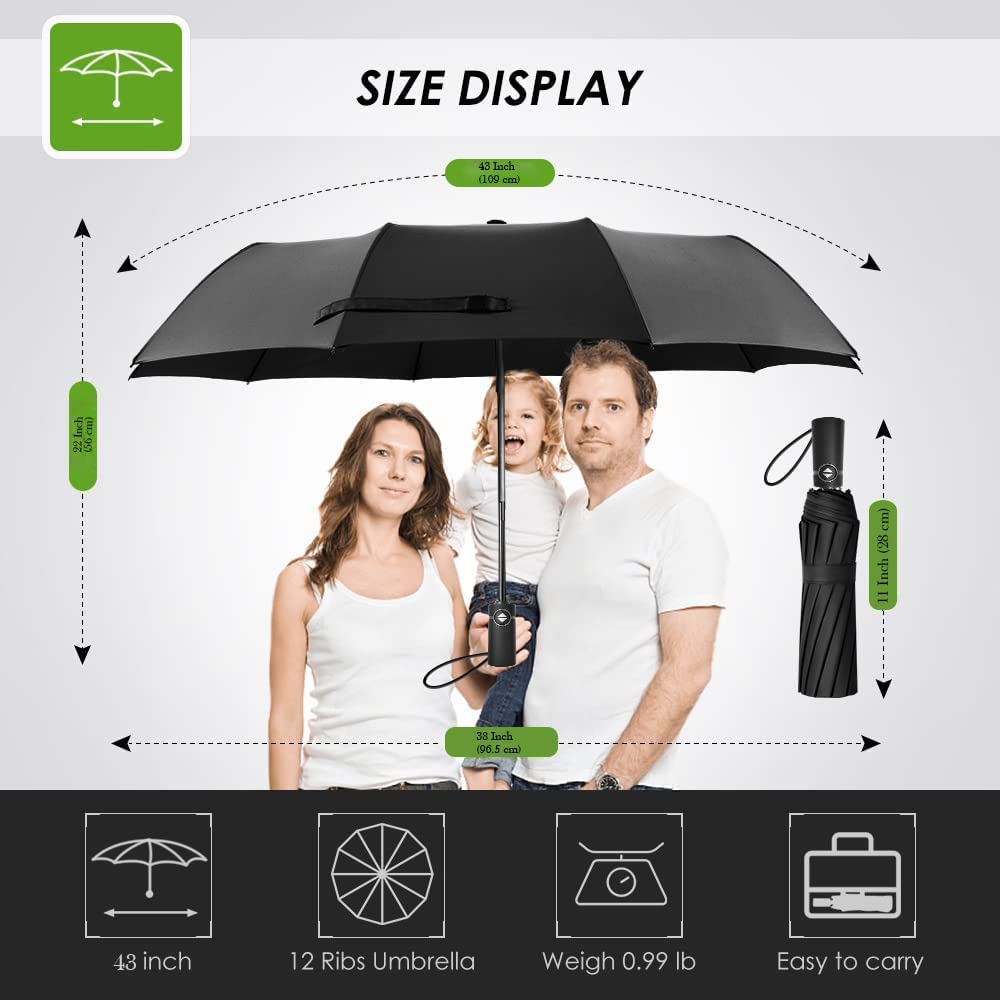 SIZE DISPLAY
43 Inch
(109 cm)
22 Inch
(56 cm)
11 Inch (28 cm)
38 Inch
(96.5 cm)
43 inch
12 Ribs Umbrella
Weigh 0.99 lb
Easy to carry